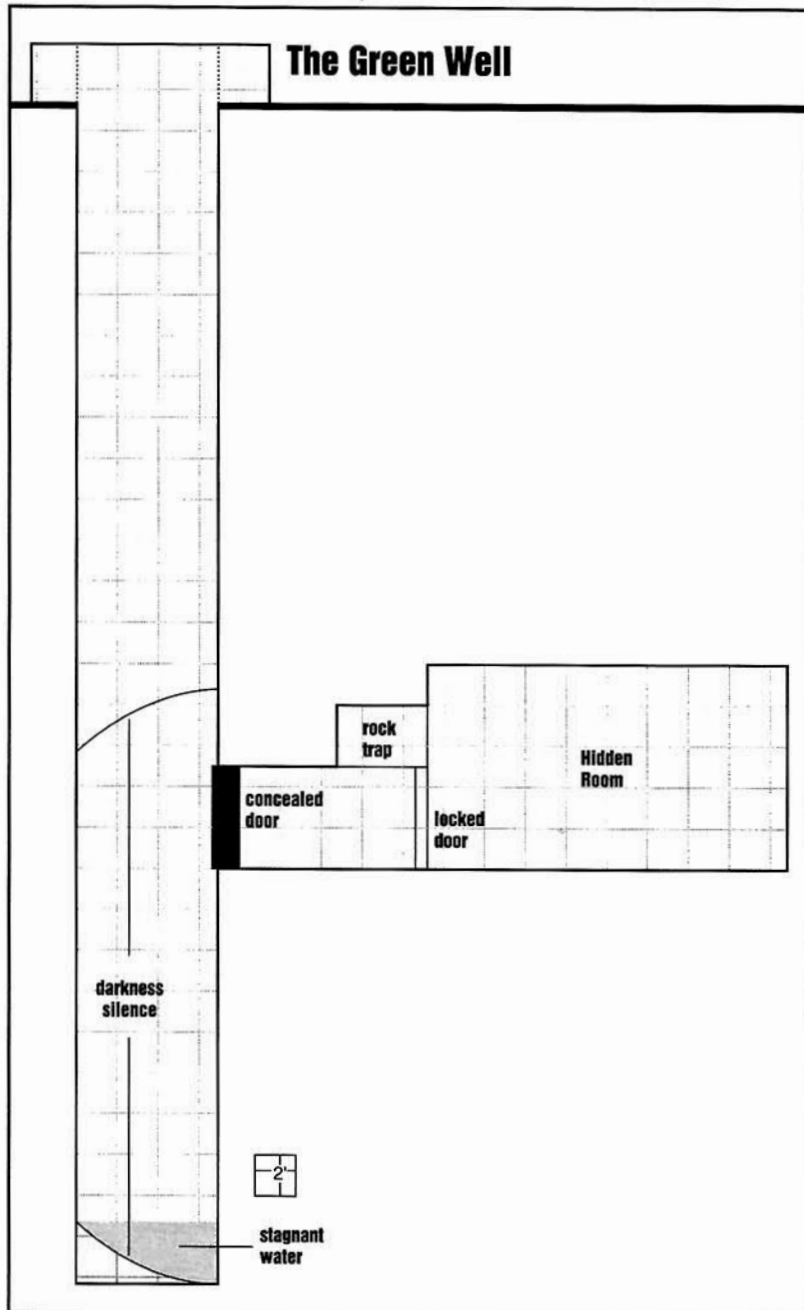 The Green Well
rock
trap
Hidden
Room
concealed
door
locked
door
darkness
silence
2'
stagnant
water